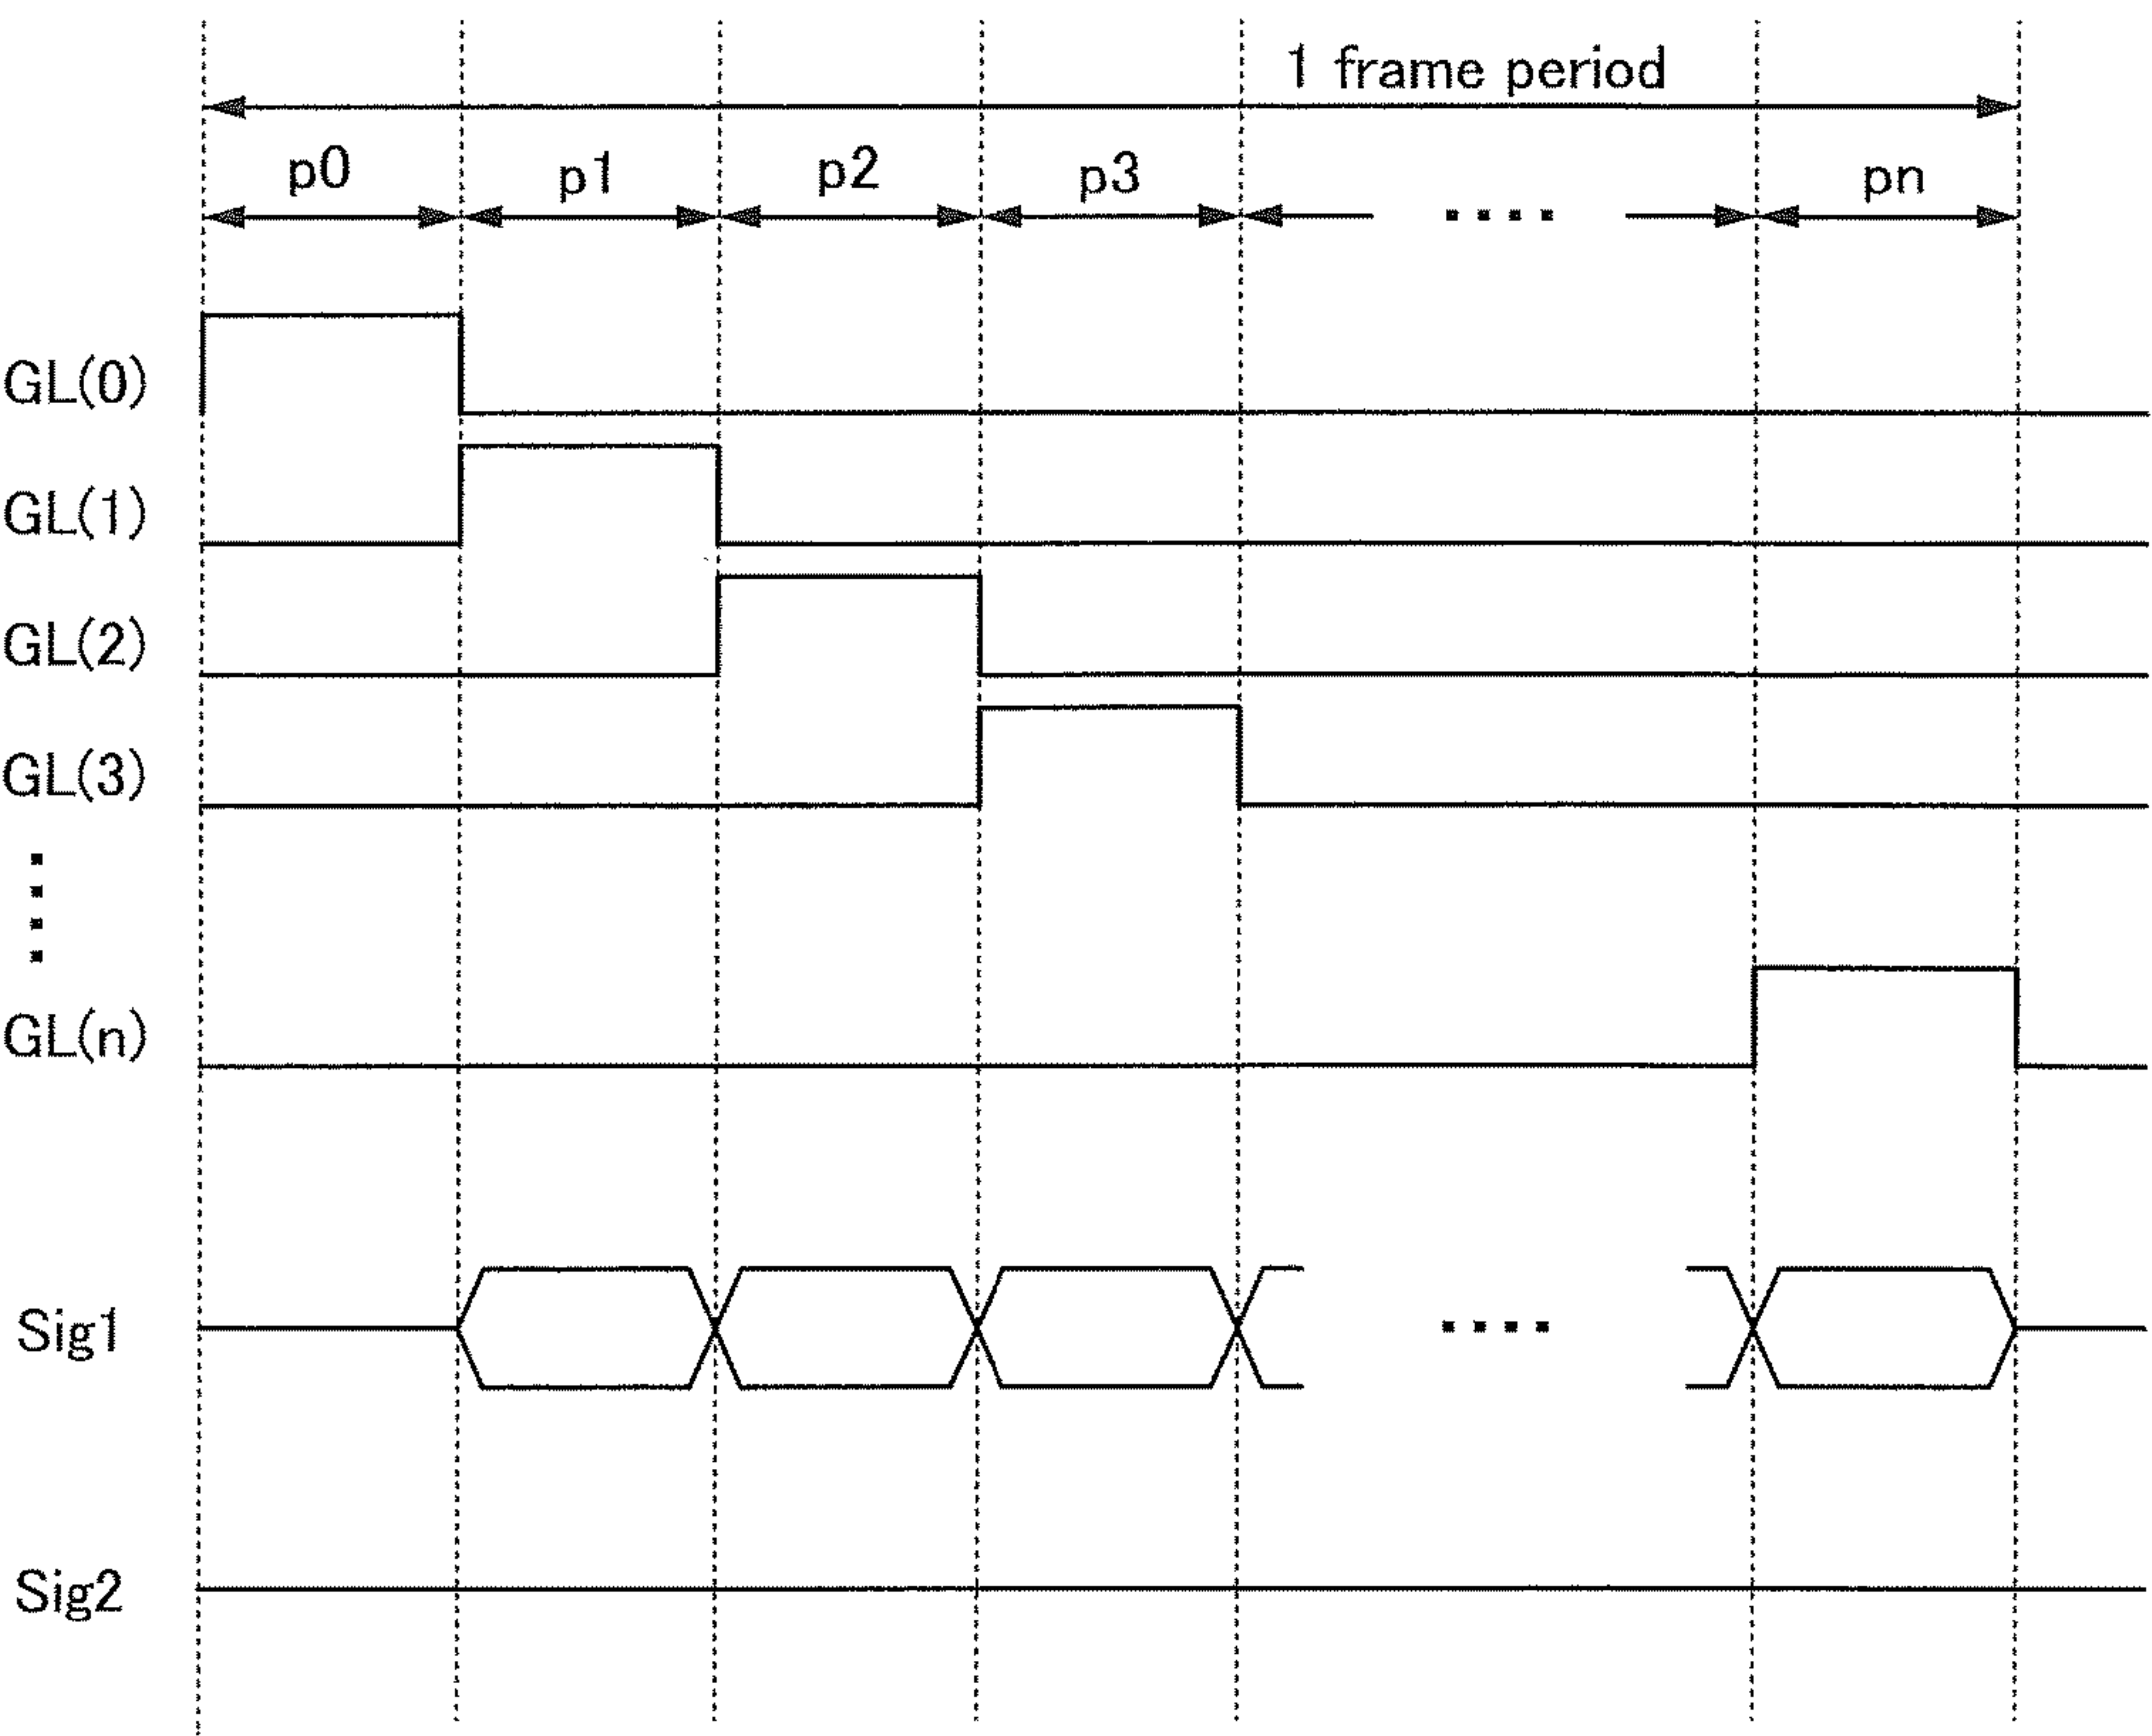 1 frame period
p0 p1 p2 p3 pn
GL(0)
GL(1)
GL(2)
GL(3)
GL(n)
Sig1
Sig2